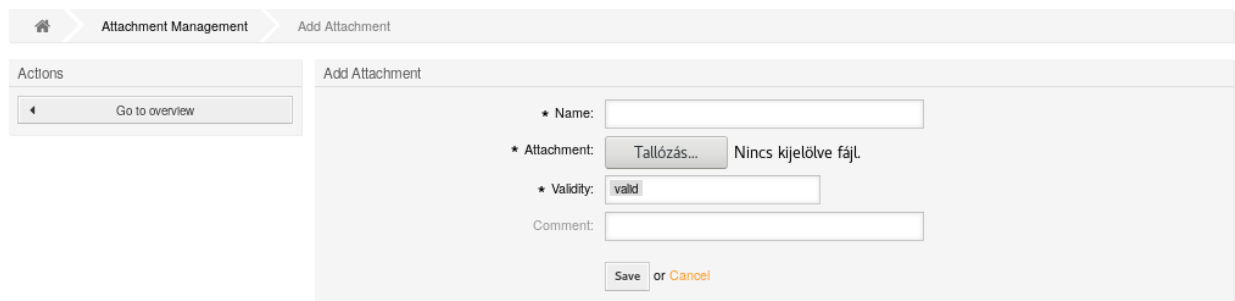 Attachment Management Add Attachment
Actions
Go to overview
Add Attachment
★ Name:
★ Attachment: Tallózás... Nincs kijelölve fájl.
★ Validity: valid
Comment:
Save or Cancel